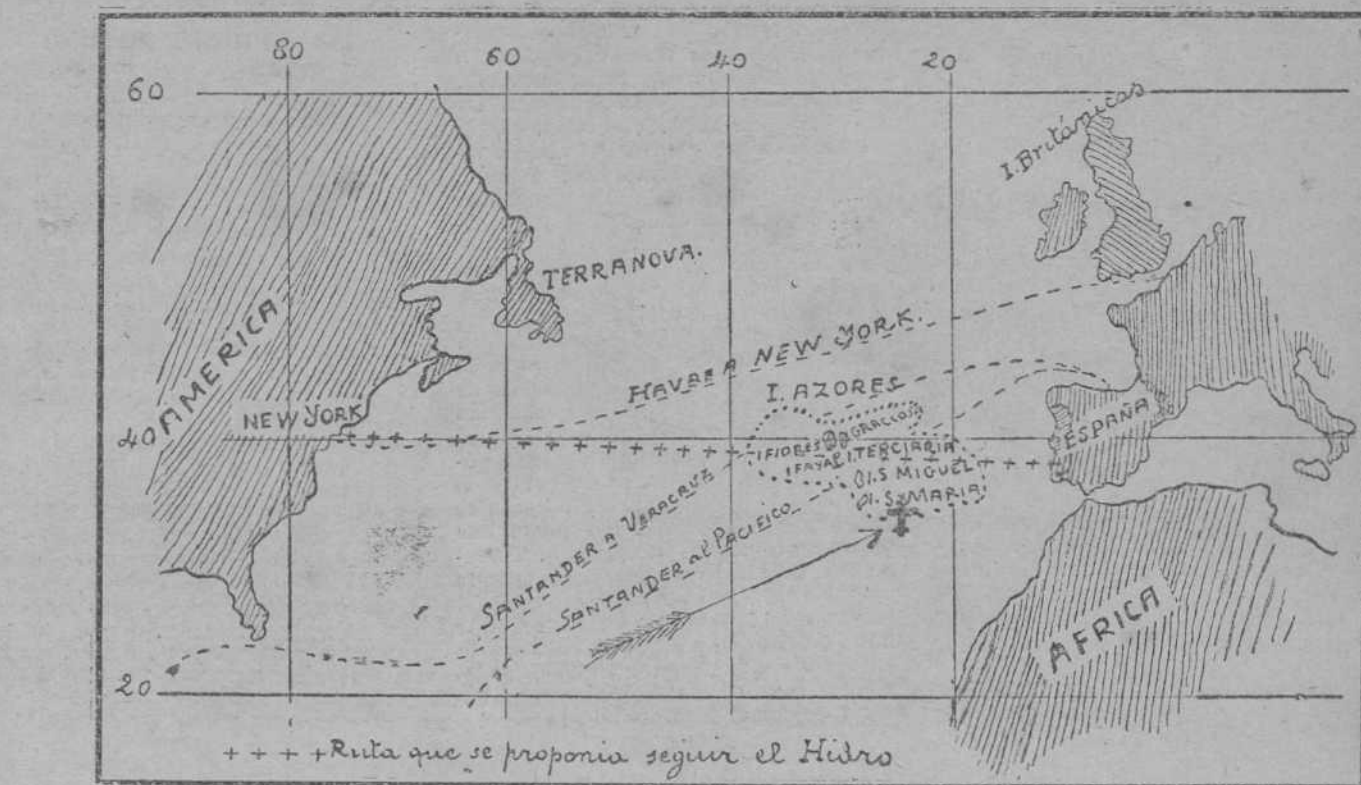 80 60 40 20
60
I. Británicas
TERRANOVA.
AMERICA
HAVRE A NEW YORK.
I. AZORES
NEW YORK
40
ESPAÑA
I FLORES GRACIOSA
I FAYAL I TERCIARIA
I. S MIGUEL
I. Sta MARIA
SANTANDER A VERACRUZ
SANTANDER al PACIFICO
AFRICA
20
++++Ruta que se proponia seguir el Hidro